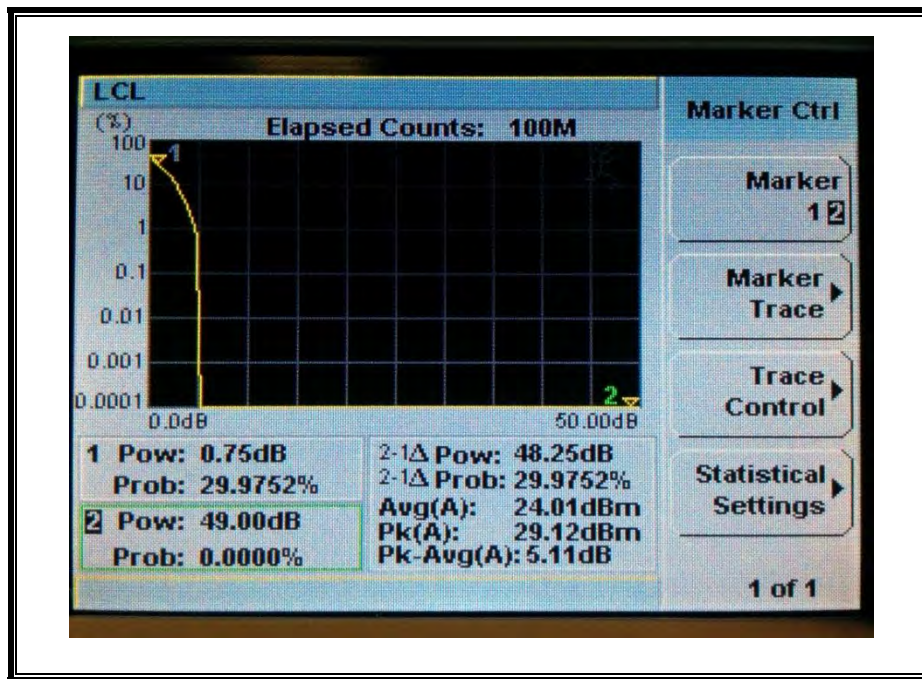 LCL
(%)
Elapsed Counts: 100M
100
10
1
0.1
0.01
0.001
0.0001
1
2
0.0dB
50.00dB
1 Pow: 0.75dB
Prob: 29.9752%
2 Pow: 49.00dB
Prob: 0.0000%
2-1Δ Pow: 48.25dB
2-1Δ Prob: 29.9752%
Avg(A): 24.01dBm
Pk(A): 29.12dBm
Pk-Avg(A): 5.11dB
Marker Ctrl
Marker
1 2
Marker
Trace
Trace
Control
Statistical
Settings
1 of 1